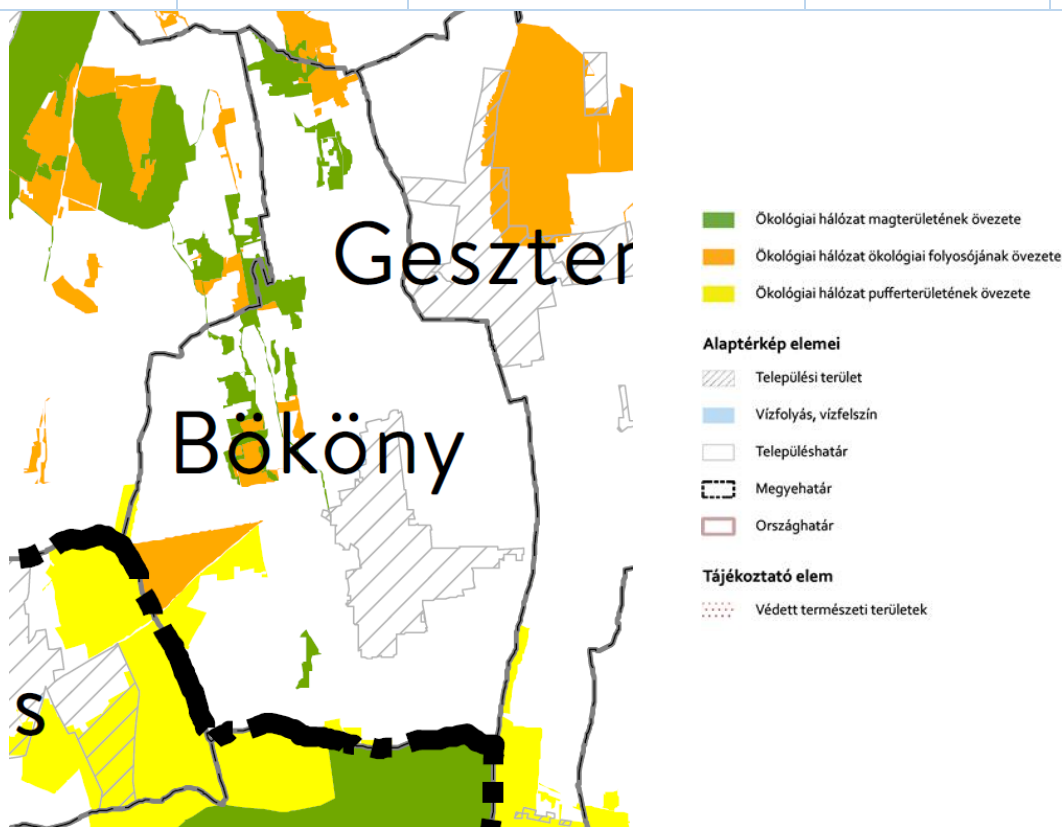 Geszter
Bököny
s
Ökológiai hálózat magterületének övezete
Ökológiai hálózat ökológiai folyosójának övezete
Ökológiai hálózat pufferterületének övezete
Alaptérkép elemei
Települési terület
Vízfolyás, vízfelszín
Településhatár
Megyehatár
Országhatár
Tájékoztató elem
Védett természeti területek